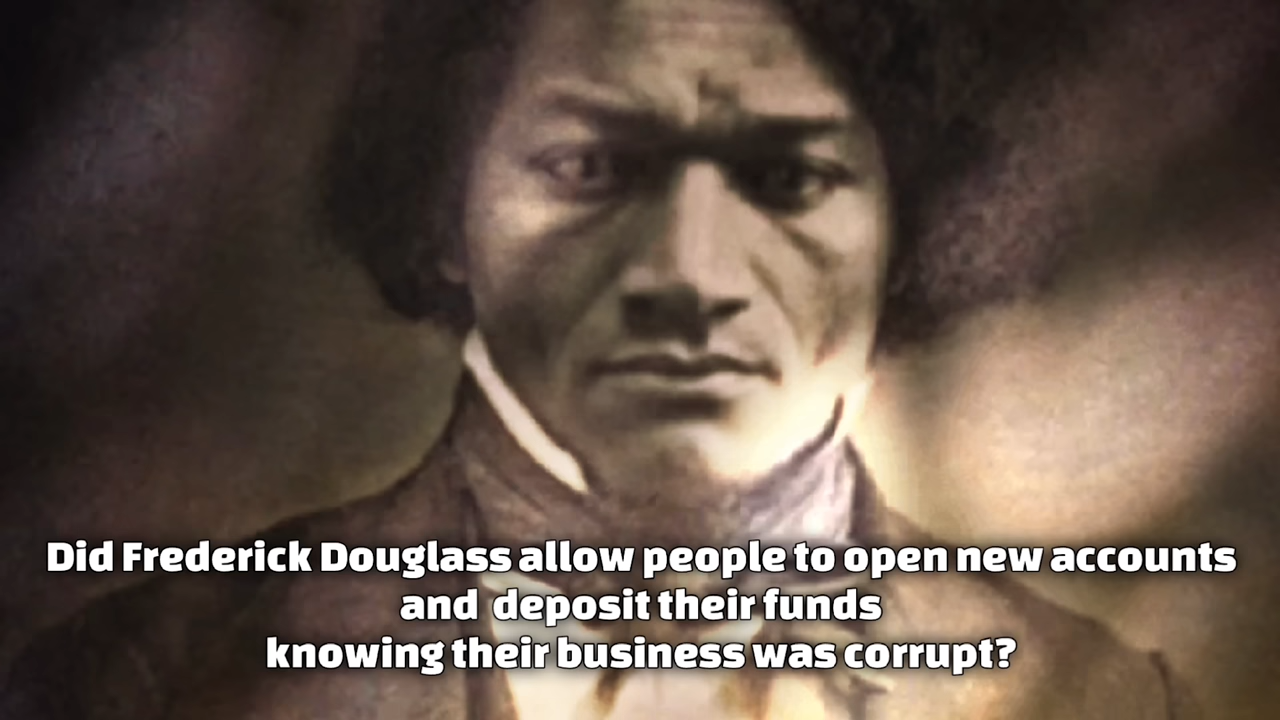 Did Frederick Douglass allow people to open new accounts
and  deposit their funds
knowing their business was corrupt?